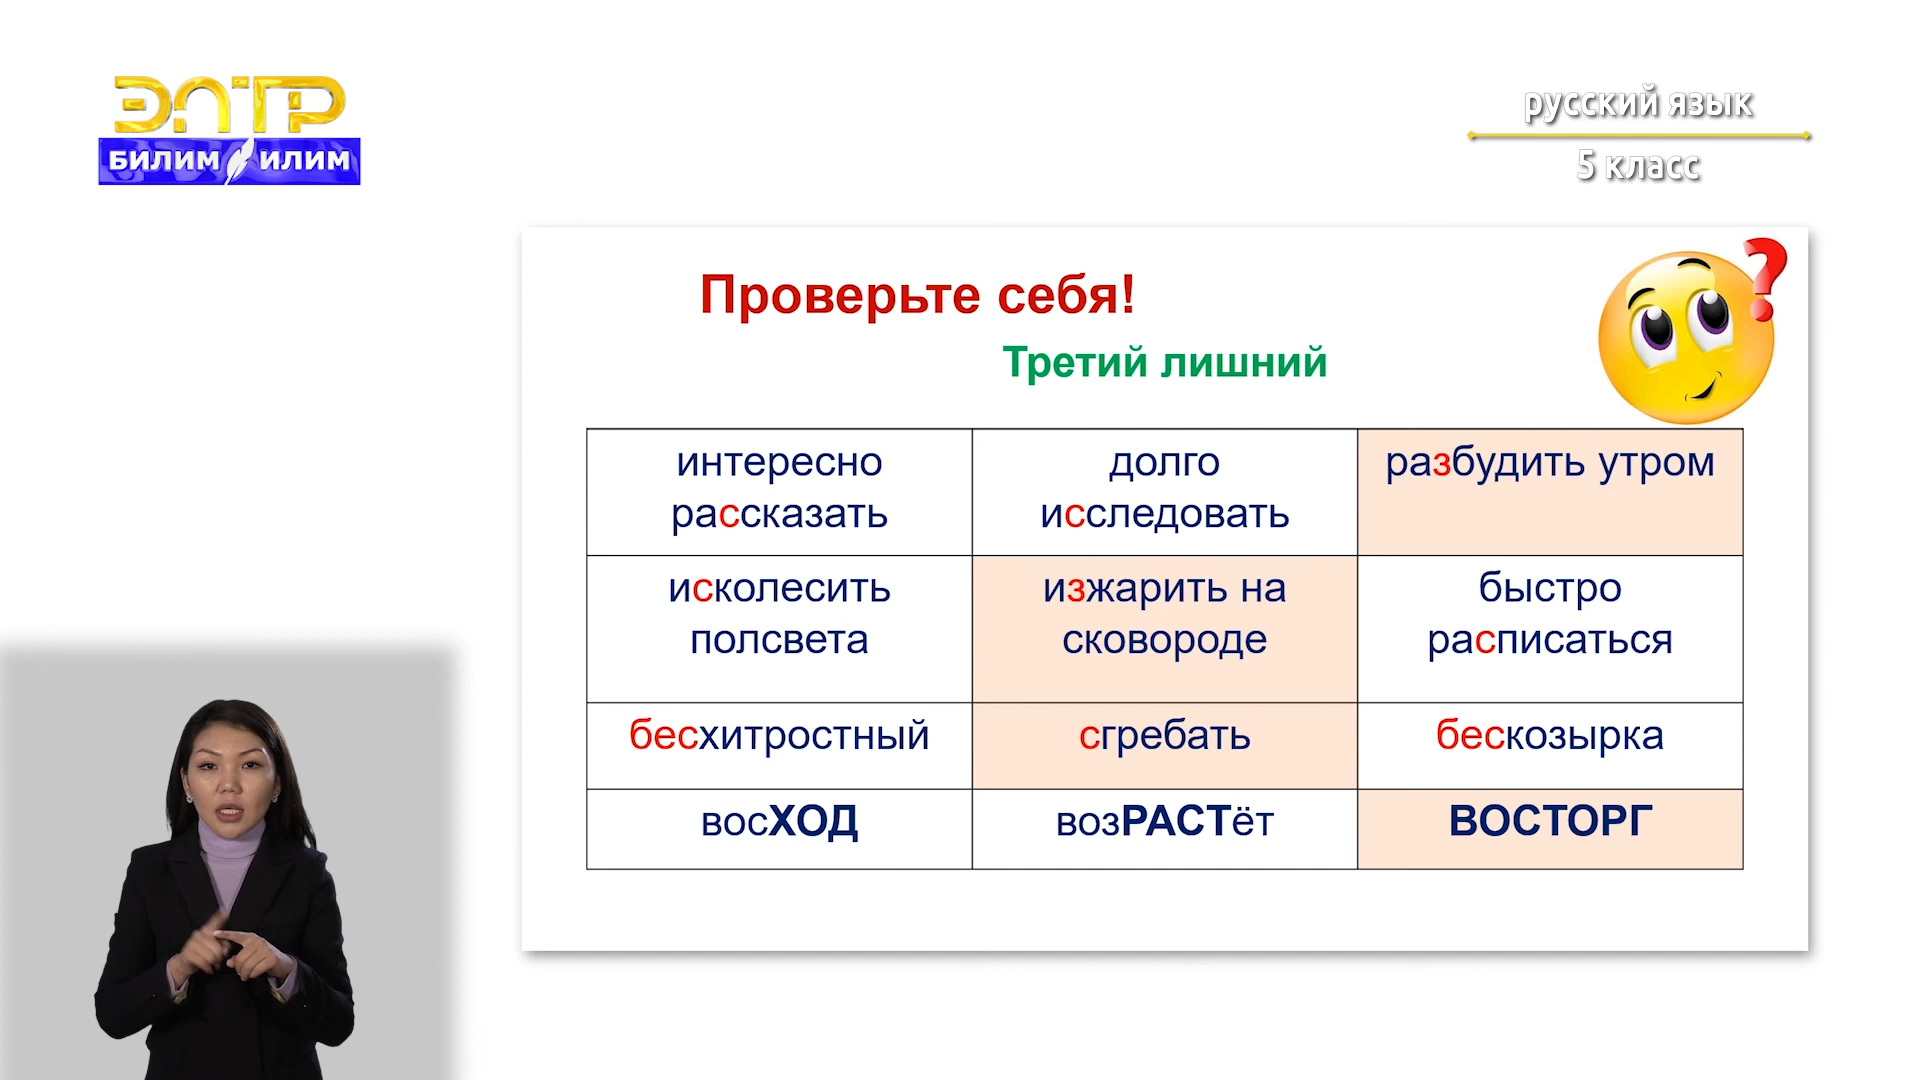 ЭЛТР
БИЛИМ ИЛИМ
русский язык
5 класс
Проверьте себя!
?
Третий лишний
интересно
рассказать
долго
исследовать
разбудить утром
исколесить
полсвета
изжарить на
сковороде
быстро
расписаться
бесхитростный
сгребать
бескозырка
восХОД
возРАСТёт
ВОСТОРГ